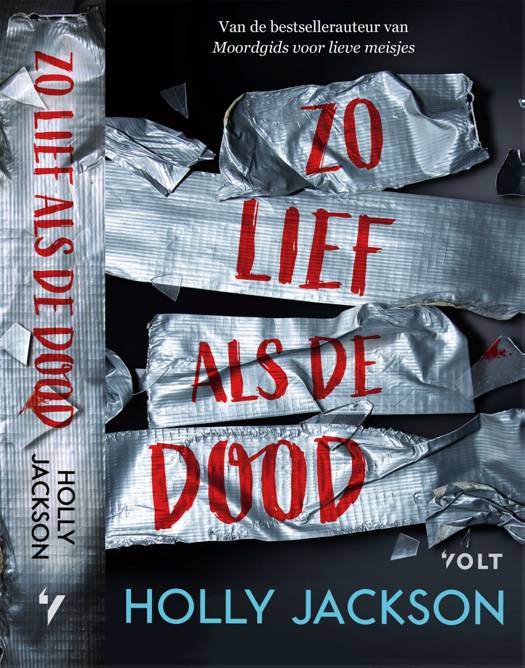 ZO LIEF ALS DE DOOD
HOLLY
JACKSON
Van de bestsellerauteur van
Moordgids voor lieve meisjes
ZO
LIEF
ALS DE
DOOD
VOLT
HOLLY JACKSON